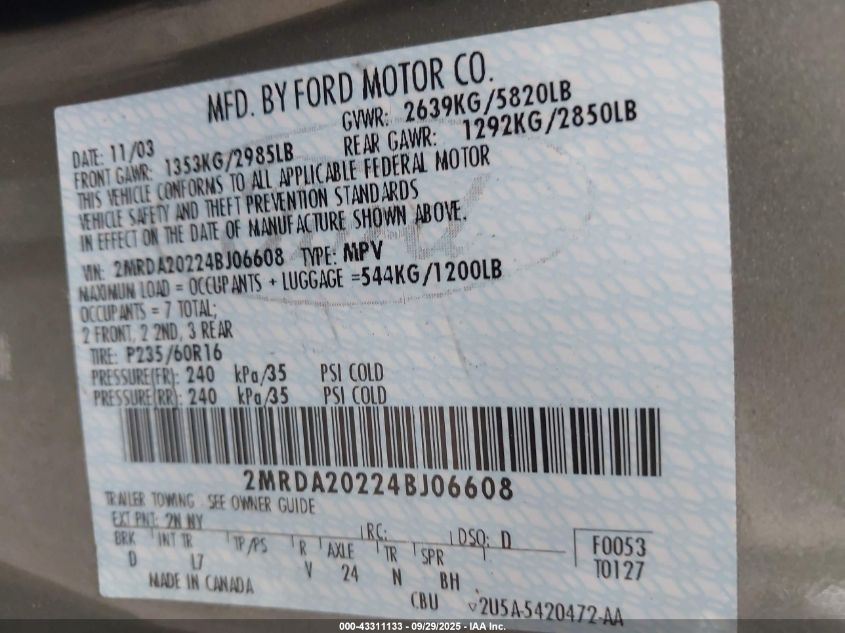 MFD. BY FORD MOTOR CO.
DATE: 11/03 GVWR: 2639KG/5820LB
FRONT GAWR: 1353KG/2985LB REAR GAWR: 1292KG/2850LB
THIS VEHICLE CONFORMS TO ALL APPLICABLE FEDERAL MOTOR
VEHICLE SAFETY AND THEFT PREVENTION STANDARDS
IN EFFECT ON THE DATE OF MANUFACTURE SHOWN ABOVE.
VIN: 2MRDA20224BJ06608 TYPE: MPV
MAXIMUN LOAD = OCCUPANTS + LUGGAGE =544KG/1200LB
OCCUPANTS = 7 TOTAL;
2 FRONT, 2 2ND, 3 REAR
TIRE: P235/60R16
PRESSURE(FR): 240 kPa/35 PSI COLD
PRESSURE(RR): 240 kPa/35 PSI COLD
2MRDA20224BJ06608
TRAILER TOWING: SEE OWNER GUIDE
EXT PNT: 2N NY RC: DSO: D
BRK INT TR TP/PS R AXLE TR SPR F0053
D L7 V 24 N BH T0127
MADE IN CANADA CBU 2U5A-5420472-AA
000-43311133 - 09/29/2025 - IAA Inc.